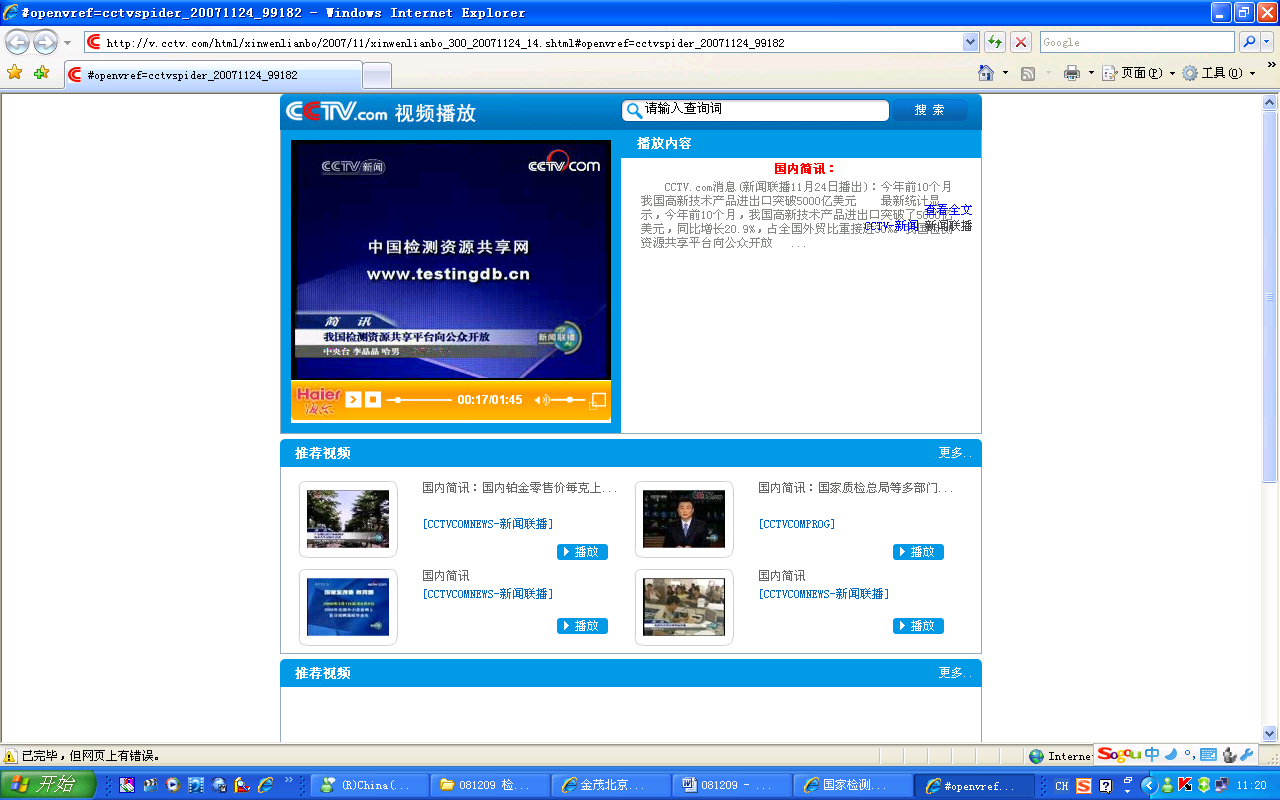 #openvref=cctvspider_20071124_99182 - Windows Internet Explorer
http://v.cctv.com/html/xinwenlianbo/2007/11/xinwenlianbo_300_20071124_14.shtml#openvref=cctvspider_20071124_99182
Google
#openvref=cctvspider_20071124_99182
页面(P)
工具(O)
CCTV.com 视频播放
请输入查询词
搜 索
播放内容
CCTV 新闻
CCTV.com
中国检测资源共享网
www.testingdb.cn
简 讯
我国检测资源共享平台向公众开放
中央台 李晶晶 哈男
新闻联播
Haier
海尔
00:17/01:45
国内简讯：
CCTV.com消息(新闻联播11月24日播出)：今年前10个月
我国高新技术产品进出口突破5000亿美元 最新统计显
示，今年前10个月，我国高新技术产品进出口突破了5000亿
查看全文
美元，同比增长20.9%，占全国外贸比重接近
CCTV-新闻 新闻联播
资源共享平台向公众开放 ...
推荐视频
更多..
国内简讯：国内铂金零售价每克上...
[CCTVCOMNEWS-新闻联播]
播放
国内简讯：国家质检总局等多部门...
[CCTVCOMPROG]
播放
国内简讯
[CCTVCOMNEWS-新闻联播]
播放
国内简讯
[CCTVCOMNEWS-新闻联播]
播放
推荐视频
更多..
已完毕，但网页上有错误。
Interne
Sogou 中
开始
(R)China(...
081209 检...
金茂北京...
081209 - ...
国家检测...
#openvref...
CH
11:20